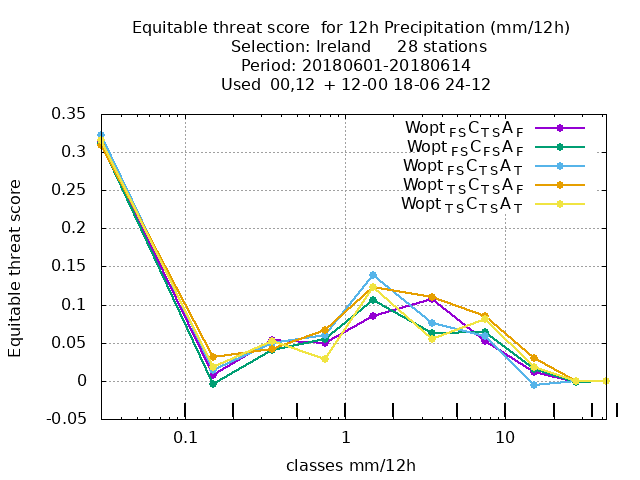 Equitable threat score for 12h Precipitation (mm/12h)
Selection: Ireland 28 stations
Period: 20180601-20180614
Used 00,12 + 12-00 18-06 24-12
Equitable threat score
0.35
0.3
0.25
0.2
0.15
0.1
0.05
0
-0.05
Wopt FS C TS A F
Wopt FS C FS A F
Wopt FS C TS A T
Wopt TS C TS A F
Wopt TS C TS A T
0.1 1 10
classes mm/12h